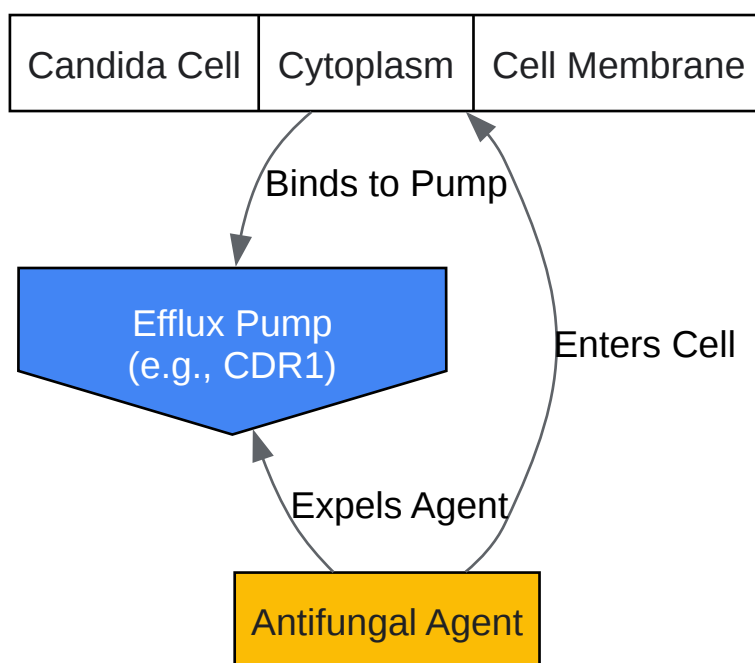 Candida Cell Cytoplasm Cell Membrane
Binds to Pump
Efflux Pump
(e.g., CDR1)
Enters Cell
Expels Agent
Antifungal Agent